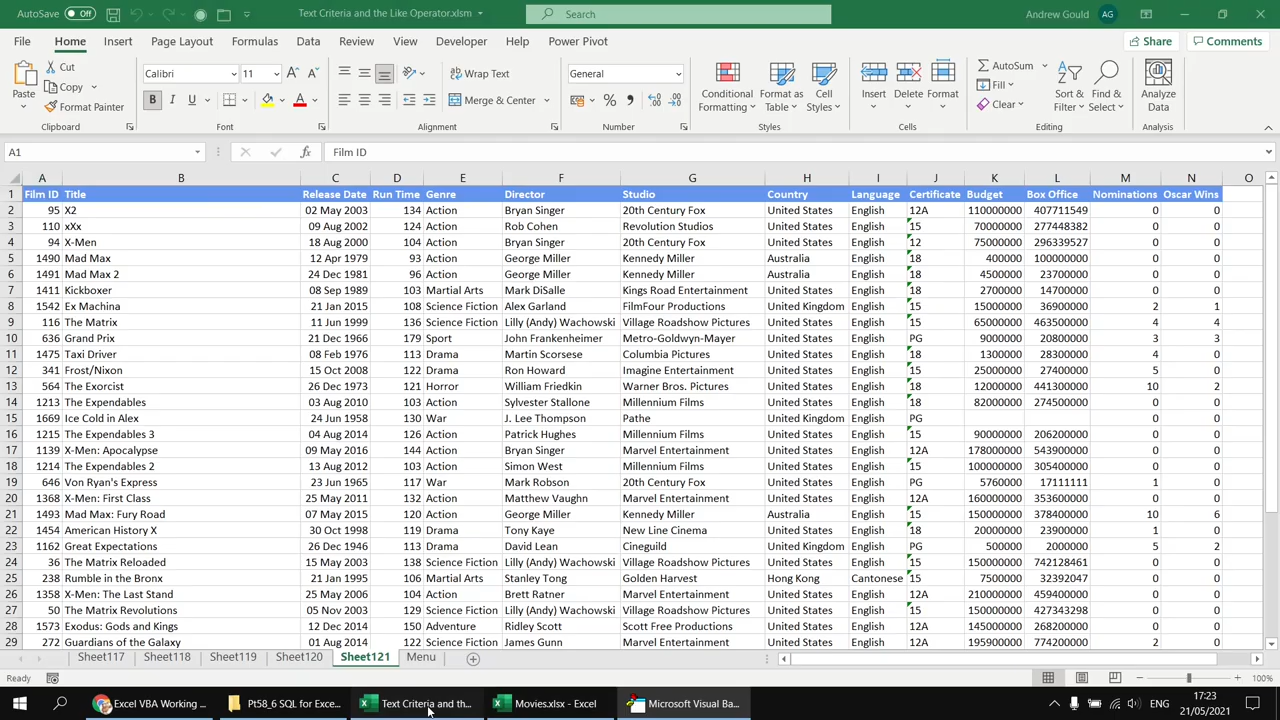 AutoSave Off Text Criteria and the Like Operator.xlsm Search Andrew Gould AG
File Home Insert Page Layout Formulas Data Review View Developer Help Power Pivot Share Comments
Paste Cut Copy Format Painter Calibri 11 Wrap Text Merge & Center General Conditional Formatting Format as Table Cell Styles Insert Delete Format AutoSum Fill Clear Sort & Filter Find & Select Analyze Data
Clipboard Font Alignment Number Styles Cells Editing Analysis
A1 fx Film ID
A B C D E F G H I J K L M N O
1 Film ID Title Release Date Run Time Genre Director Studio Country Language Certificate Budget Box Office Nominations Oscar Wins
2 95 X2 02 May 2003 134 Action Bryan Singer 20th Century Fox United States English 12A 110000000 407711549 0 0
3 110 xXx 09 Aug 2002 124 Action Rob Cohen Revolution Studios United States English 15 70000000 277448382 0 0
4 94 X-Men 18 Aug 2000 104 Action Bryan Singer 20th Century Fox United States English 12 75000000 296339527 0 0
5 1490 Mad Max 12 Apr 1979 93 Action George Miller Kennedy Miller Australia English 18 400000 100000000 0 0
6 1491 Mad Max 2 24 Dec 1981 96 Action George Miller Kennedy Miller Australia English 18 4500000 23700000 0 0
7 1411 Kickboxer 08 Sep 1989 103 Martial Arts Mark DiSalle Kings Road Entertainment United States English 18 2700000 14700000 0 0
8 1542 Ex Machina 21 Jan 2015 108 Science Fiction Alex Garland FilmFour Productions United Kingdom English 15 15000000 36900000 2 1
9 116 The Matrix 11 Jun 1999 136 Science Fiction Lilly (Andy) Wachowski Village Roadshow Pictures United States English 15 65000000 463500000 4 4
10 636 Grand Prix 21 Dec 1966 179 Sport John Frankenheimer Metro-Goldwyn-Mayer United States English PG 9000000 20800000 3 3
11 1475 Taxi Driver 08 Feb 1976 113 Drama Martin Scorsese Columbia Pictures United States English 18 1300000 28300000 4 0
12 341 Frost/Nixon 15 Oct 2008 122 Drama Ron Howard Imagine Entertainment United States English 15 25000000 27400000 5 0
13 564 The Exorcist 26 Dec 1973 121 Horror William Friedkin Warner Bros. Pictures United States English 18 12000000 441300000 10 2
14 1213 The Expendables 03 Aug 2010 103 Action Sylvester Stallone Millennium Films United States English 18 82000000 274500000 0 0
15 1669 Ice Cold in Alex 24 Jun 1958 130 War J. Lee Thompson Pathe United Kingdom English PG 0 0
16 1215 The Expendables 3 04 Aug 2014 126 Action Patrick Hughes Millennium Films United States English 15 90000000 206200000 0 0
17 1139 X-Men: Apocalypse 09 May 2016 144 Action Bryan Singer Marvel Entertainment United States English 12A 178000000 543900000 0 0
18 1214 The Expendables 2 13 Aug 2012 103 Action Simon West Millennium Films United States English 15 100000000 305400000 0 0
19 646 Von Ryan's Express 23 Jun 1965 117 War Mark Robson 20th Century Fox United States English PG 5760000 17111111 1 0
20 1368 X-Men: First Class 25 May 2011 132 Action Matthew Vaughn Marvel Entertainment United States English 12A 160000000 353600000 0 0
21 1493 Mad Max: Fury Road 07 May 2015 120 Action George Miller Kennedy Miller Australia English 15 150000000 378400000 10 6
22 1454 American History X 30 Oct 1998 119 Drama Tony Kaye New Line Cinema United States English 18 20000000 23900000 1 0
23 1162 Great Expectations 26 Dec 1946 113 Drama David Lean Cineguild United Kingdom English PG 500000 2000000 5 2
24 36 The Matrix Reloaded 15 May 2003 138 Science Fiction Lilly (Andy) Wachowski Village Roadshow Pictures United States English 15 150000000 742128461 0 0
25 238 Rumble in the Bronx 21 Jan 1995 106 Martial Arts Stanley Tong Golden Harvest Hong Kong Cantonese 15 7500000 32392047 0 0
26 1358 X-Men: The Last Stand 25 May 2006 104 Action Brett Ratner Marvel Entertainment United States English 12A 210000000 459400000 0 0
27 50 The Matrix Revolutions 05 Nov 2003 129 Science Fiction Lilly (Andy) Wachowski Village Roadshow Pictures United States English 15 150000000 427343298 0 0
28 1573 Exodus: Gods and Kings 12 Dec 2014 150 Adventure Ridley Scott Scott Free Productions United States English 12A 145000000 268200000 0 0
29 272 Guardians of the Galaxy 01 Aug 2014 122 Science Fiction James Gunn Marvel Entertainment United States English 12A 195900000 774200000 2 0
Sheet117 Sheet118 Sheet119 Sheet120 Sheet121 Menu
Ready 100%
Excel VBA Working ... Pt58_6 SQL for Exce... Text Criteria and th... Movies.xlsx - Excel Microsoft Visual Ba... 17:23
21/05/2021